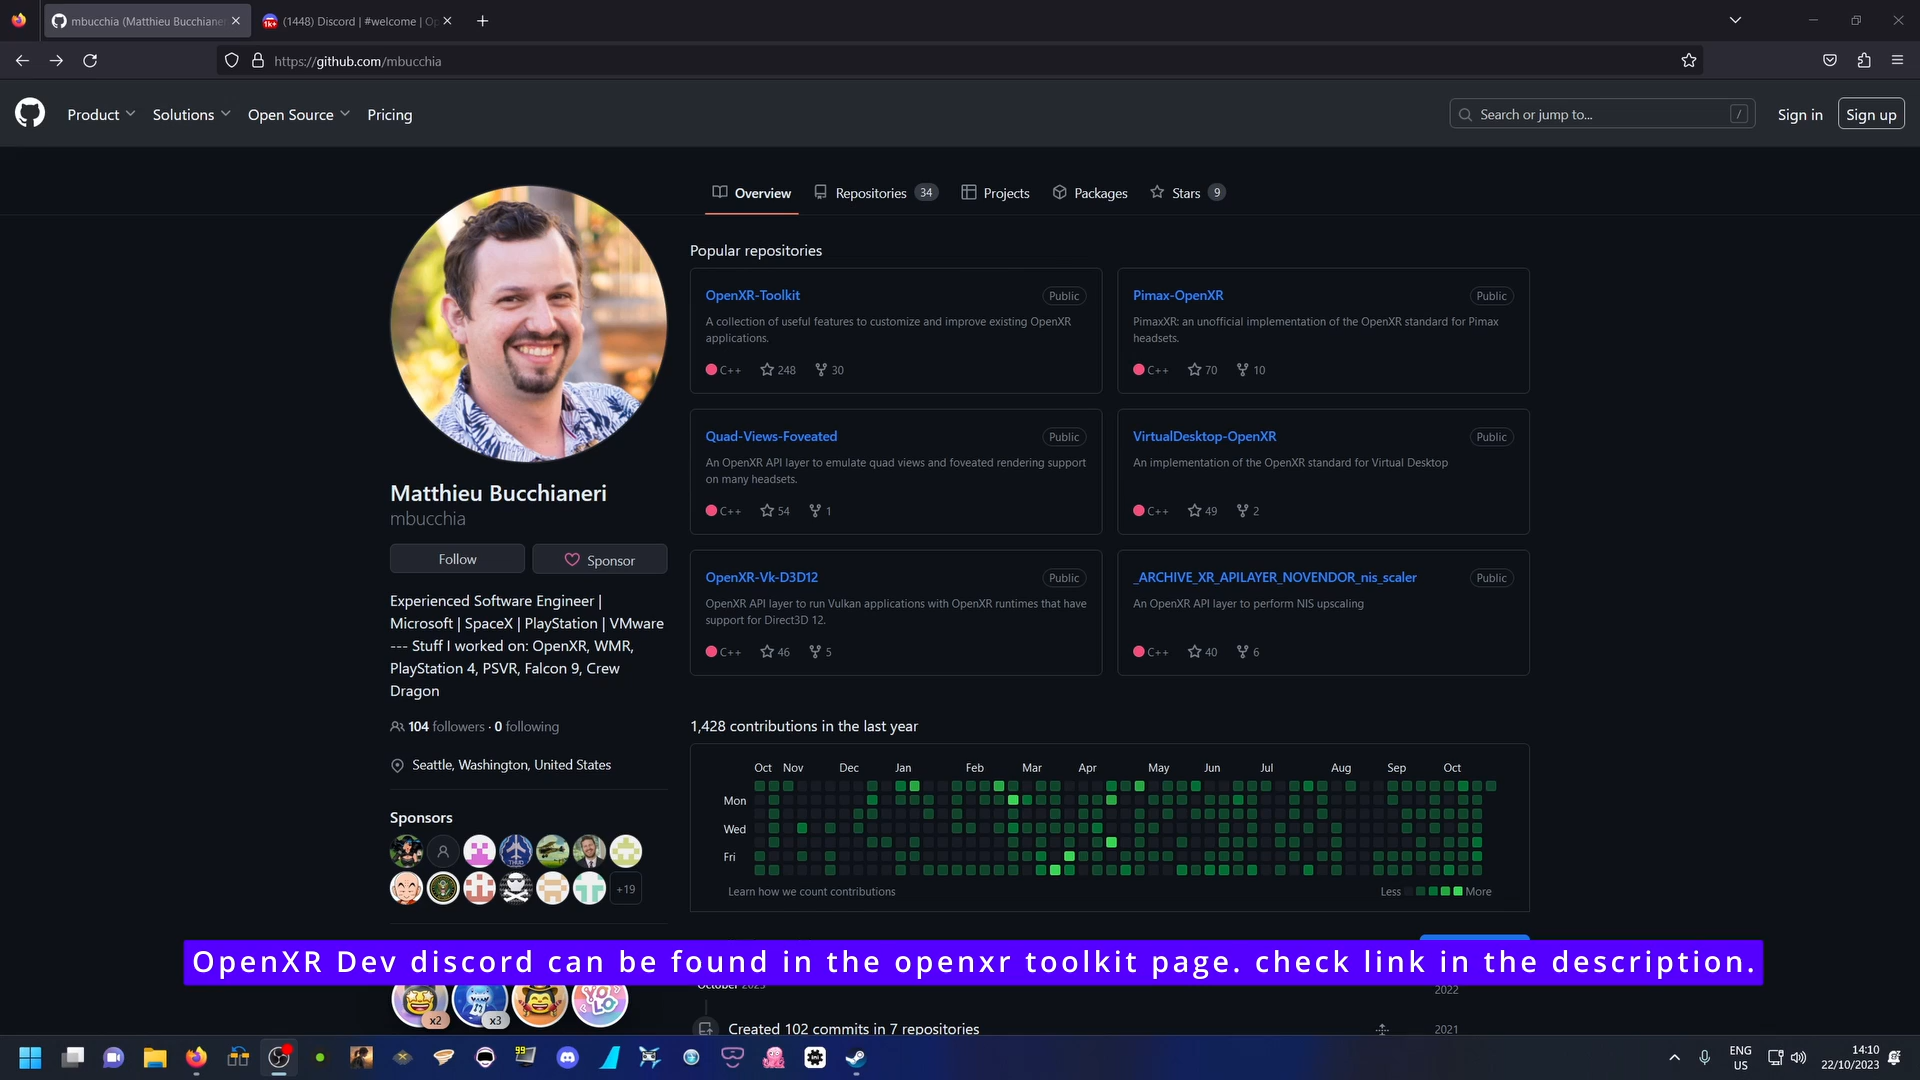 mbucchia (Matthieu Bucchianer
(1448) Discord | #welcome | Op
https://github.com/mbucchia
Product
Solutions
Open Source
Pricing
Search or jump to...
/
Sign in
Sign up
Overview
Repositories 34
Projects
Packages
Stars 9
Popular repositories
OpenXR-Toolkit
Public
A collection of useful features to customize and improve existing OpenXR
applications.
C++ 248 30
Pimax-OpenXR
Public
PimaxXR: an unofficial implementation of the OpenXR standard for Pimax
headsets.
C++ 70 10
Quad-Views-Foveated
Public
An OpenXR API layer to emulate quad views and foveated rendering support
on many headsets.
C++ 54 1
VirtualDesktop-OpenXR
Public
An implementation of the OpenXR standard for Virtual Desktop
C++ 49 2
OpenXR-Vk-D3D12
Public
OpenXR API layer to run Vulkan applications with OpenXR runtimes that have
support for Direct3D 12.
C++ 46 5
_ARCHIVE_XR_APILAYER_NOVENDOR_nis_scaler
Public
An OpenXR API layer to perform NIS upscaling
C++ 40 6
Matthieu Bucchianeri
mbucchia
Follow
Sponsor
Experienced Software Engineer |
Microsoft | SpaceX | PlayStation | VMware
--- Stuff I worked on: OpenXR, WMR,
PlayStation 4, PSVR, Falcon 9, Crew
Dragon
104 followers · 0 following
Seattle, Washington, United States
Sponsors
+19
x2
x3
YOLO
1,428 contributions in the last year
Oct Nov Dec Jan Feb Mar Apr May Jun Jul Aug Sep Oct
Mon
Wed
Fri
Learn how we count contributions
Less More
OpenXR Dev discord can be found in the openxr toolkit page. check link in the description.
October 2023
2022
Created 102 commits in 7 repositories
2021
99
ENG
US
14:10
22/10/2023